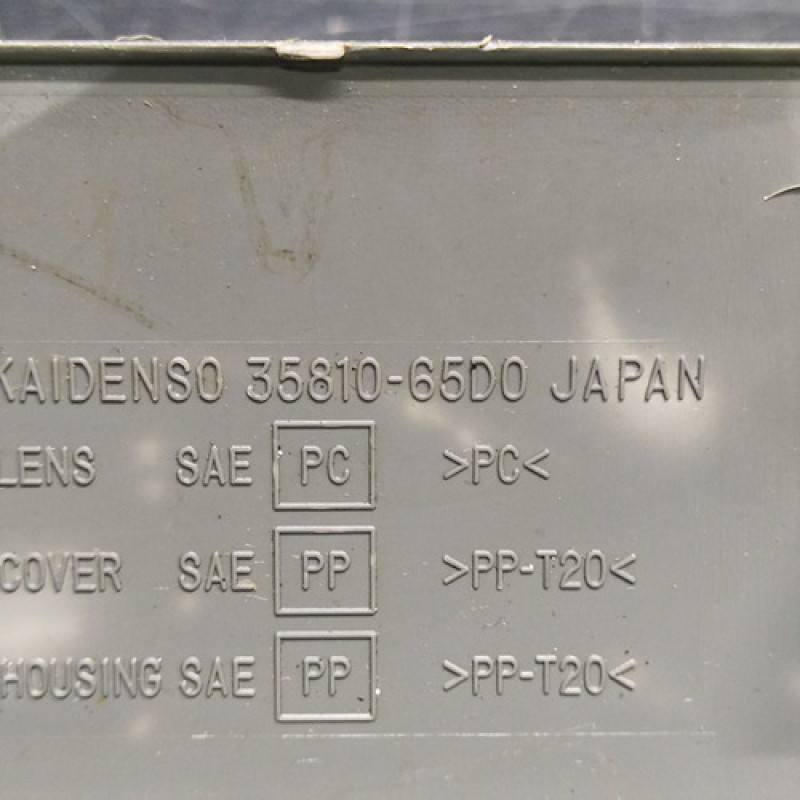 KAIDENSO 35810-65D0 JAPAN
LENS SAE PC >PC<
COVER SAE PP >PP-T20<
HOUSING SAE PP >PP-T20<